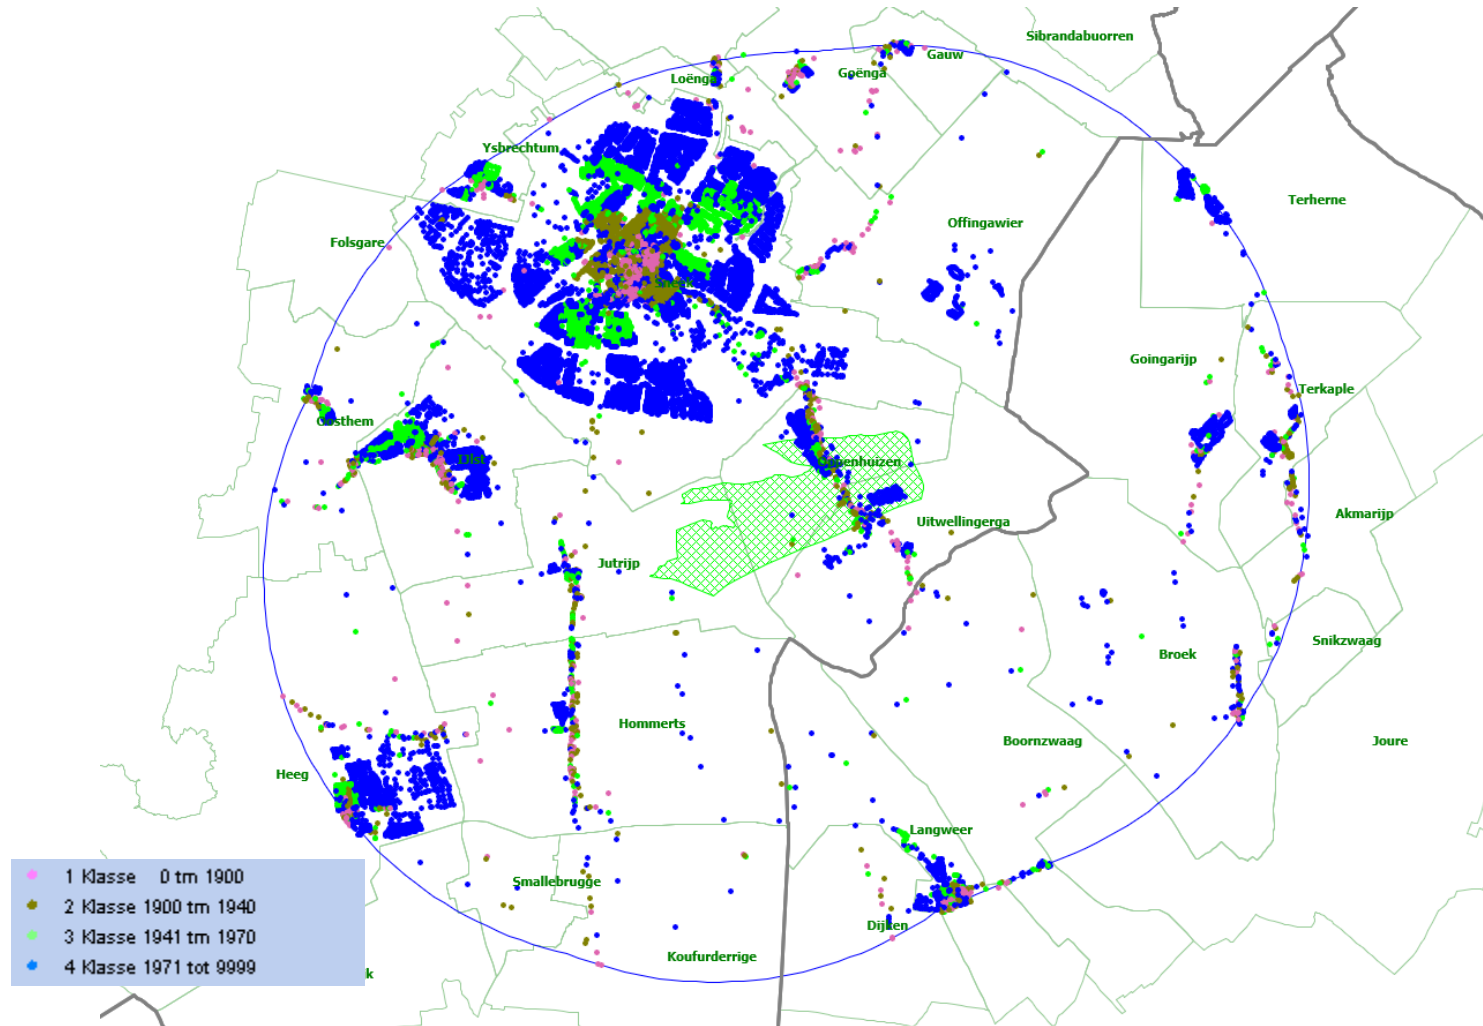 Sibrandabuorren
Gauw
Goënga
Loënga
Ysbrechtum
Terherne
Offingawier
Folsgare
Goingarijp
Terkaple
Oosthem
IJlst
Uitwellingerga
Akmarijp
Jutrijp
Snikzwaag
Broek
Hommerts
Boornzwaag
Joure
Heeg
Langweer
1 Klasse 0 tm 1900
Smallebrugge
2 Klasse 1900 tm 1940
Dijken
3 Klasse 1941 tm 1970
Koufurderrige
4 Klasse 1971 tot 9999
k